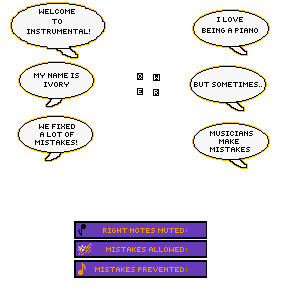 WELCOME
TO
INSTRUMENTAL!
I LOVE
BEING A PIANO
MY NAME IS
IVORY
BUT SOMETIMES..
WE FIXED
A LOT OF
MISTAKES!
MUSICIANS
MAKE
MISTAKES
RIGHT NOTES MUTED:
MISTAKES ALLOWED:
MISTAKES PREVENTED: